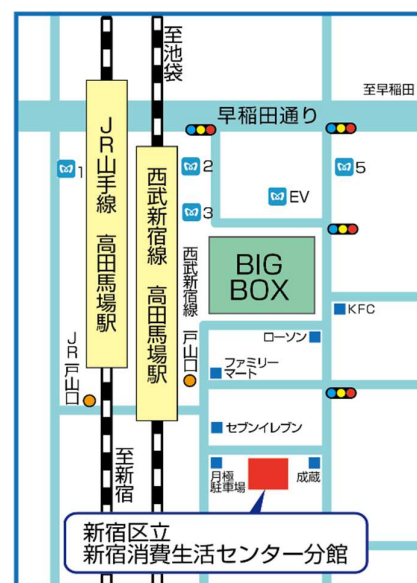 至池袋
至早稲田
早稲田通り
1
2
5
3
EV
JR山手線 高田馬場駅
西武新宿線 高田馬場駅
西武新宿線 戸山口
BIG
BOX
KFC
ローソン
ファミリー
マート
JR 戸山口
セブンイレブン
至新宿
月極
駐車場
成蔵
新宿区立
新宿消費生活センター分館